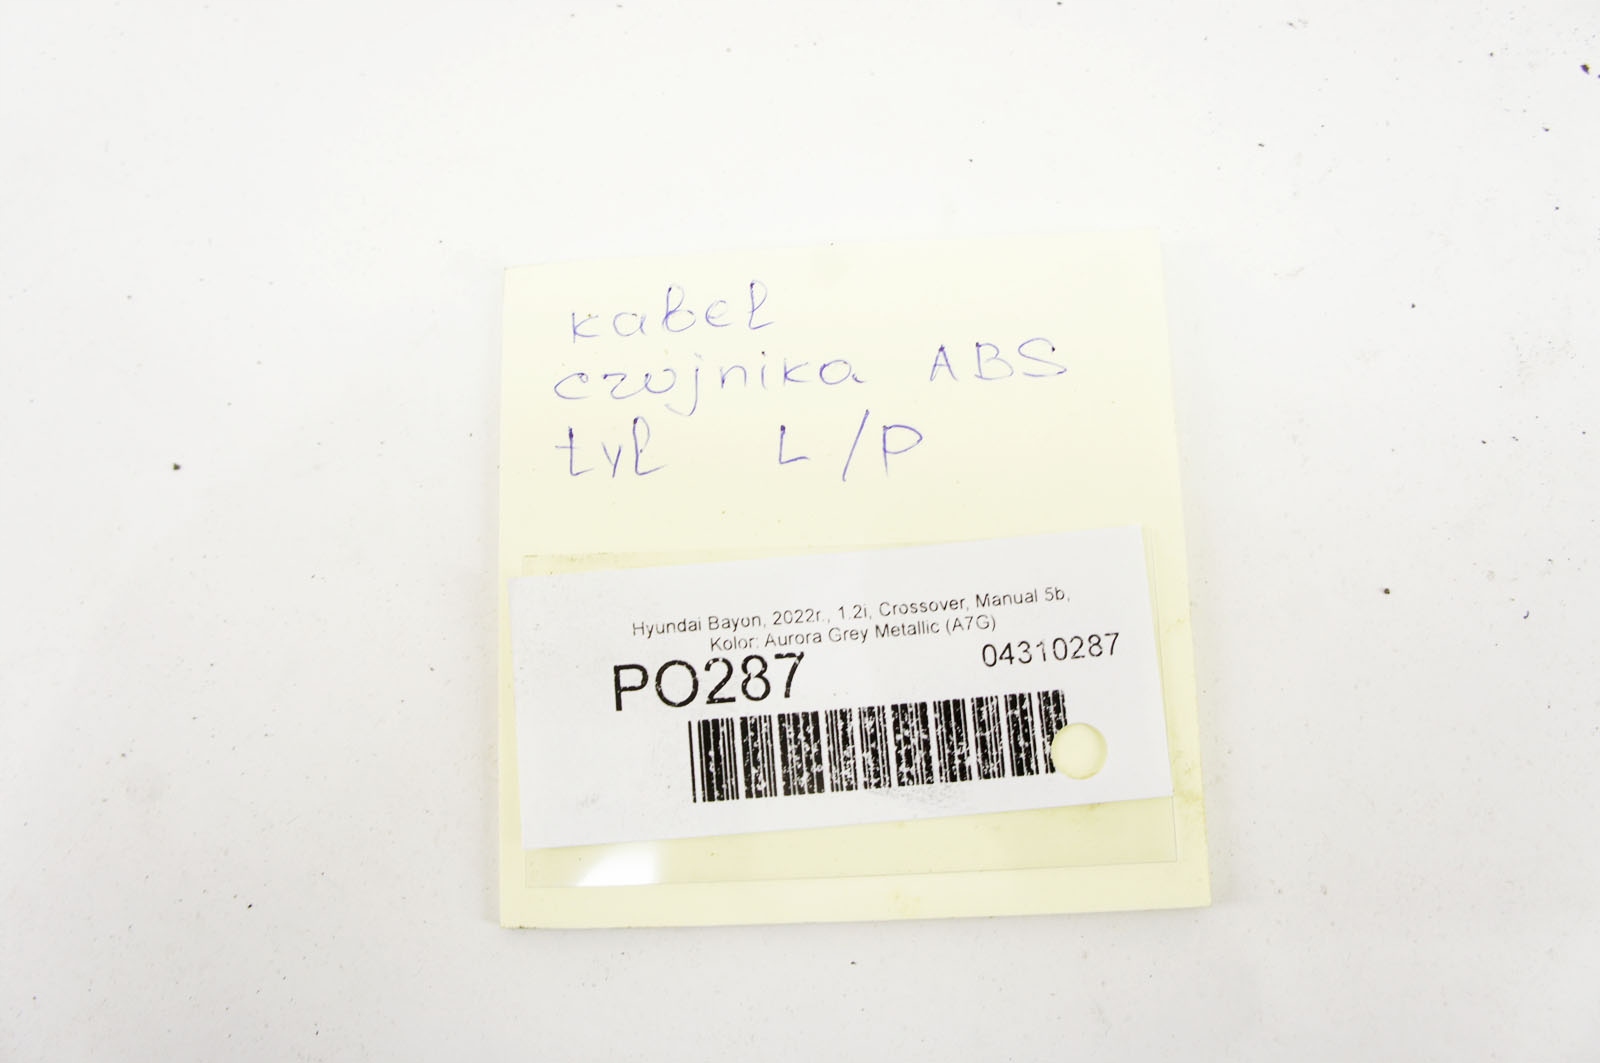 kabel
czujnika ABS
tył L/P
Hyundai Bayon, 2022r., 1.2i, Crossover, Manual 5b,
Kolor: Aurora Grey Metallic (A7G)
PO287 04310287